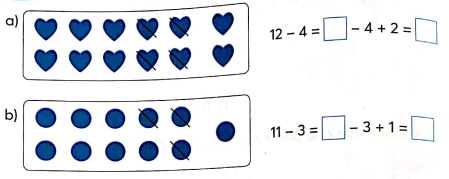 a)
12 – 4 = □ – 4 + 2 = □
b)
11 – 3 = □ – 3 + 1 = □